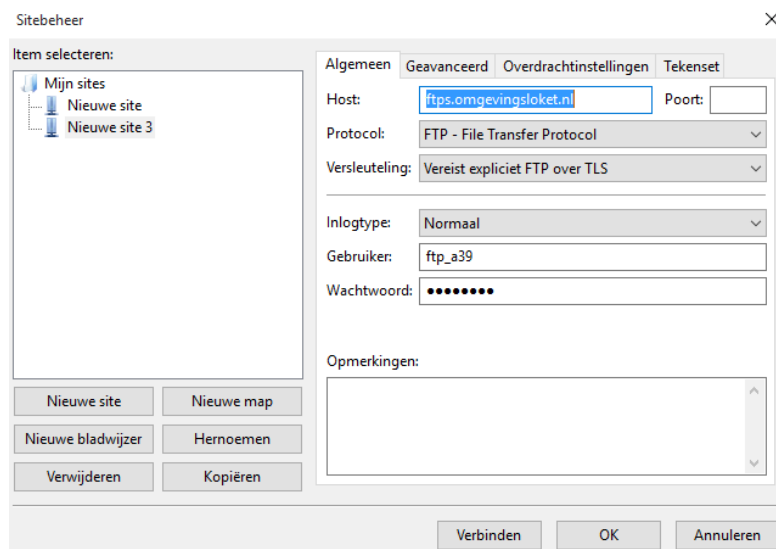 Sitebeheer
Item selecteren:
Mijn sites
Nieuwe site
Nieuwe site 3
Nieuwe site
Nieuwe map
Nieuwe bladwijzer
Hernoemen
Verwijderen
Kopiëren
Algemeen
Geavanceerd
Overdrachtinstellingen
Tekenset
Host: ftps.omgevingsloket.nl Poort:
Protocol: FTP - File Transfer Protocol
Versleuteling: Vereist expliciet FTP over TLS
Inlogtype: Normaal
Gebruiker: ftp_a39
Wachtwoord: ●●●●●●●●
Opmerkingen:
Verbinden
OK
Annuleren